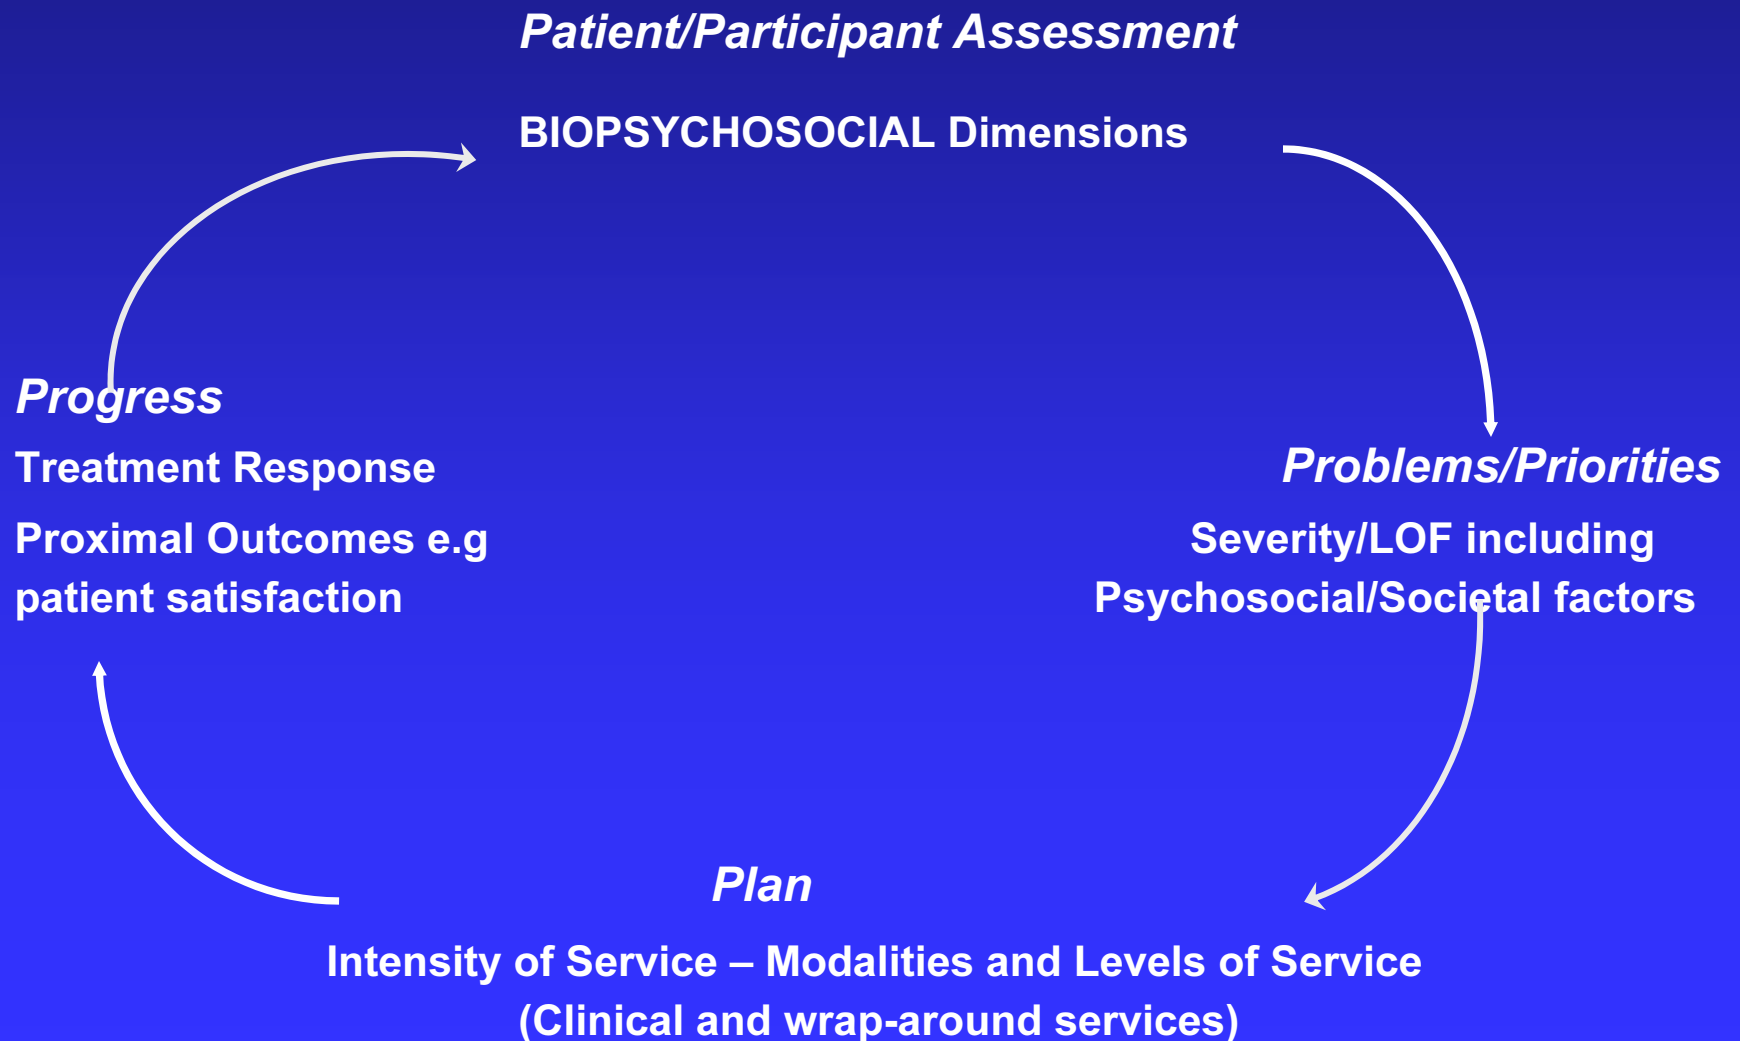 Patient/Participant Assessment
BIOPSYCHOSOCIAL Dimensions
Progress
Treatment Response
Proximal Outcomes e.g
patient satisfaction
Problems/Priorities
Severity/LOF including
Psychosocial/Societal factors
Plan
Intensity of Service – Modalities and Levels of Service
(Clinical and wrap-around services)